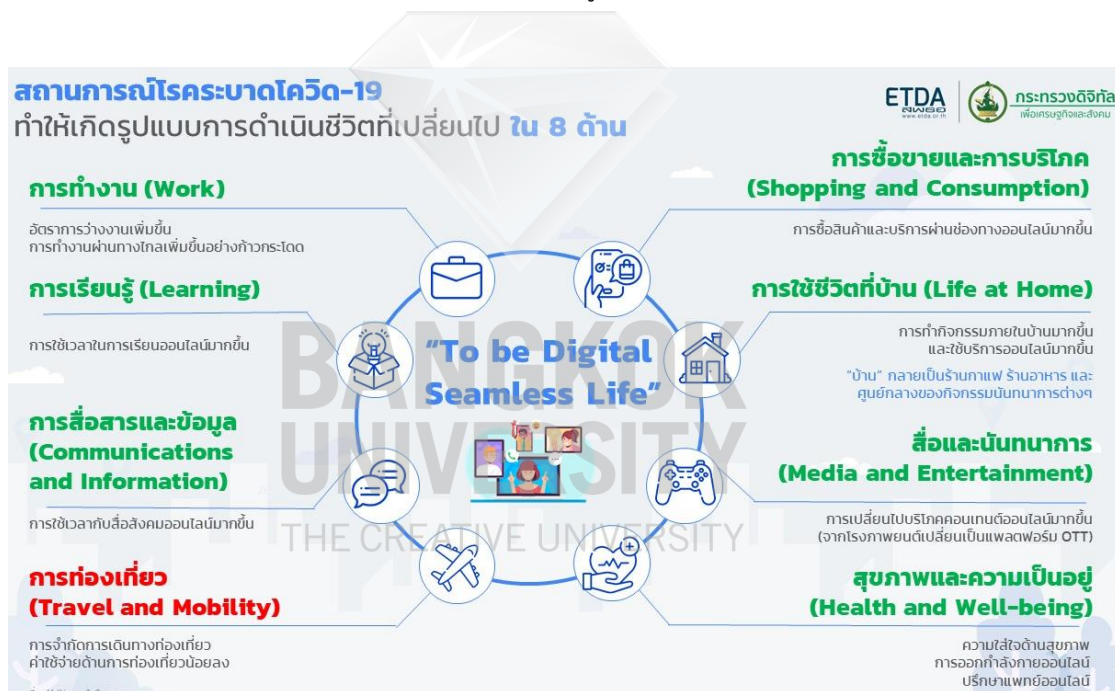 สถานการณ์โรคระบาดโควิด-19
ทำให้เกิดรูปแบบการดำเนินชีวิตที่เปลี่ยนไป ใน 8 ด้าน
ETDA
สพธอ
www.etda.or.th
กระทรวงดิจิทัล
เพื่อเศรษฐกิจและสังคม
การทำงาน (Work)
อัตราการว่างงานเพิ่มขึ้น
การทำงานผ่านทางไกลเพิ่มขึ้นอย่างก้าวกระโดด
การเรียนรู้ (Learning)
การใช้เวลาในการเรียนออนไลน์มากขึ้น
การสื่อสารและข้อมูล
(Communications
and Information)
การใช้เวลากับสื่อสังคมออนไลน์มากขึ้น
การท่องเที่ยว
(Travel and Mobility)
การจำกัดการเดินทางท่องเที่ยว
ค่าใช้จ่ายด้านการท่องเที่ยวน้อยลง
"To be Digital
Seamless Life"
BANGKOK
UNIVERSITY
THE CREATIVE UNIVERSITY
การซื้อขายและการบริโภค
(Shopping and Consumption)
การซื้อสินค้าและบริการผ่านช่องทางออนไลน์มากขึ้น
การใช้ชีวิตที่บ้าน (Life at Home)
การทำกิจกรรมภายในบ้านมากขึ้น
และใช้บริการออนไลน์มากขึ้น
"บ้าน" กลายเป็นร้านกาแฟ ร้านอาหาร และ
ศูนย์กลางของกิจกรรมนันทนาการต่างๆ
สื่อและนันทนาการ
(Media and Entertainment)
การเปลี่ยนไปบริโภคคอนเทนต์ออนไลน์มากขึ้น
(จากโรงภาพยนต์เปลี่ยนเป็นแพลตฟอร์ม OTT)
สุขภาพและความเป็นอยู่
(Health and Well-being)
ความใส่ใจด้านสุขภาพ
การออกกำลังกายออนไลน์
ปรึกษาแพทย์ออนไลน์